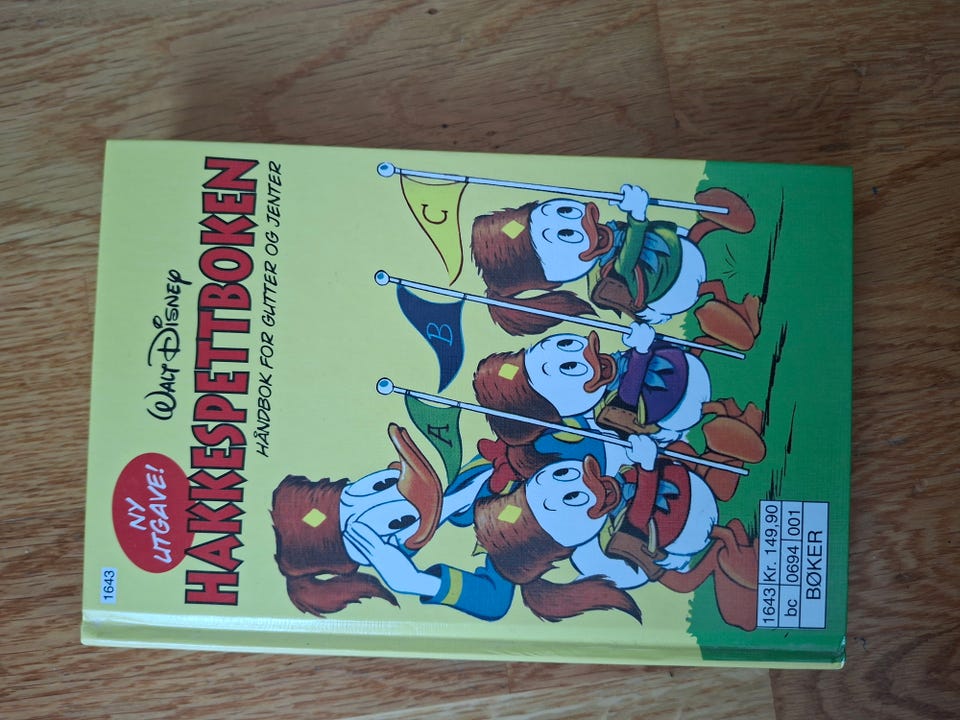 1643
NY
UTGAVE!
WALT DISNEY
HAKKESPETTBOKEN
HÅNDBOK FOR GUTTER OG JENTER
A
B
C
1643 Kr. 149,90
bc 0694 001
BØKER